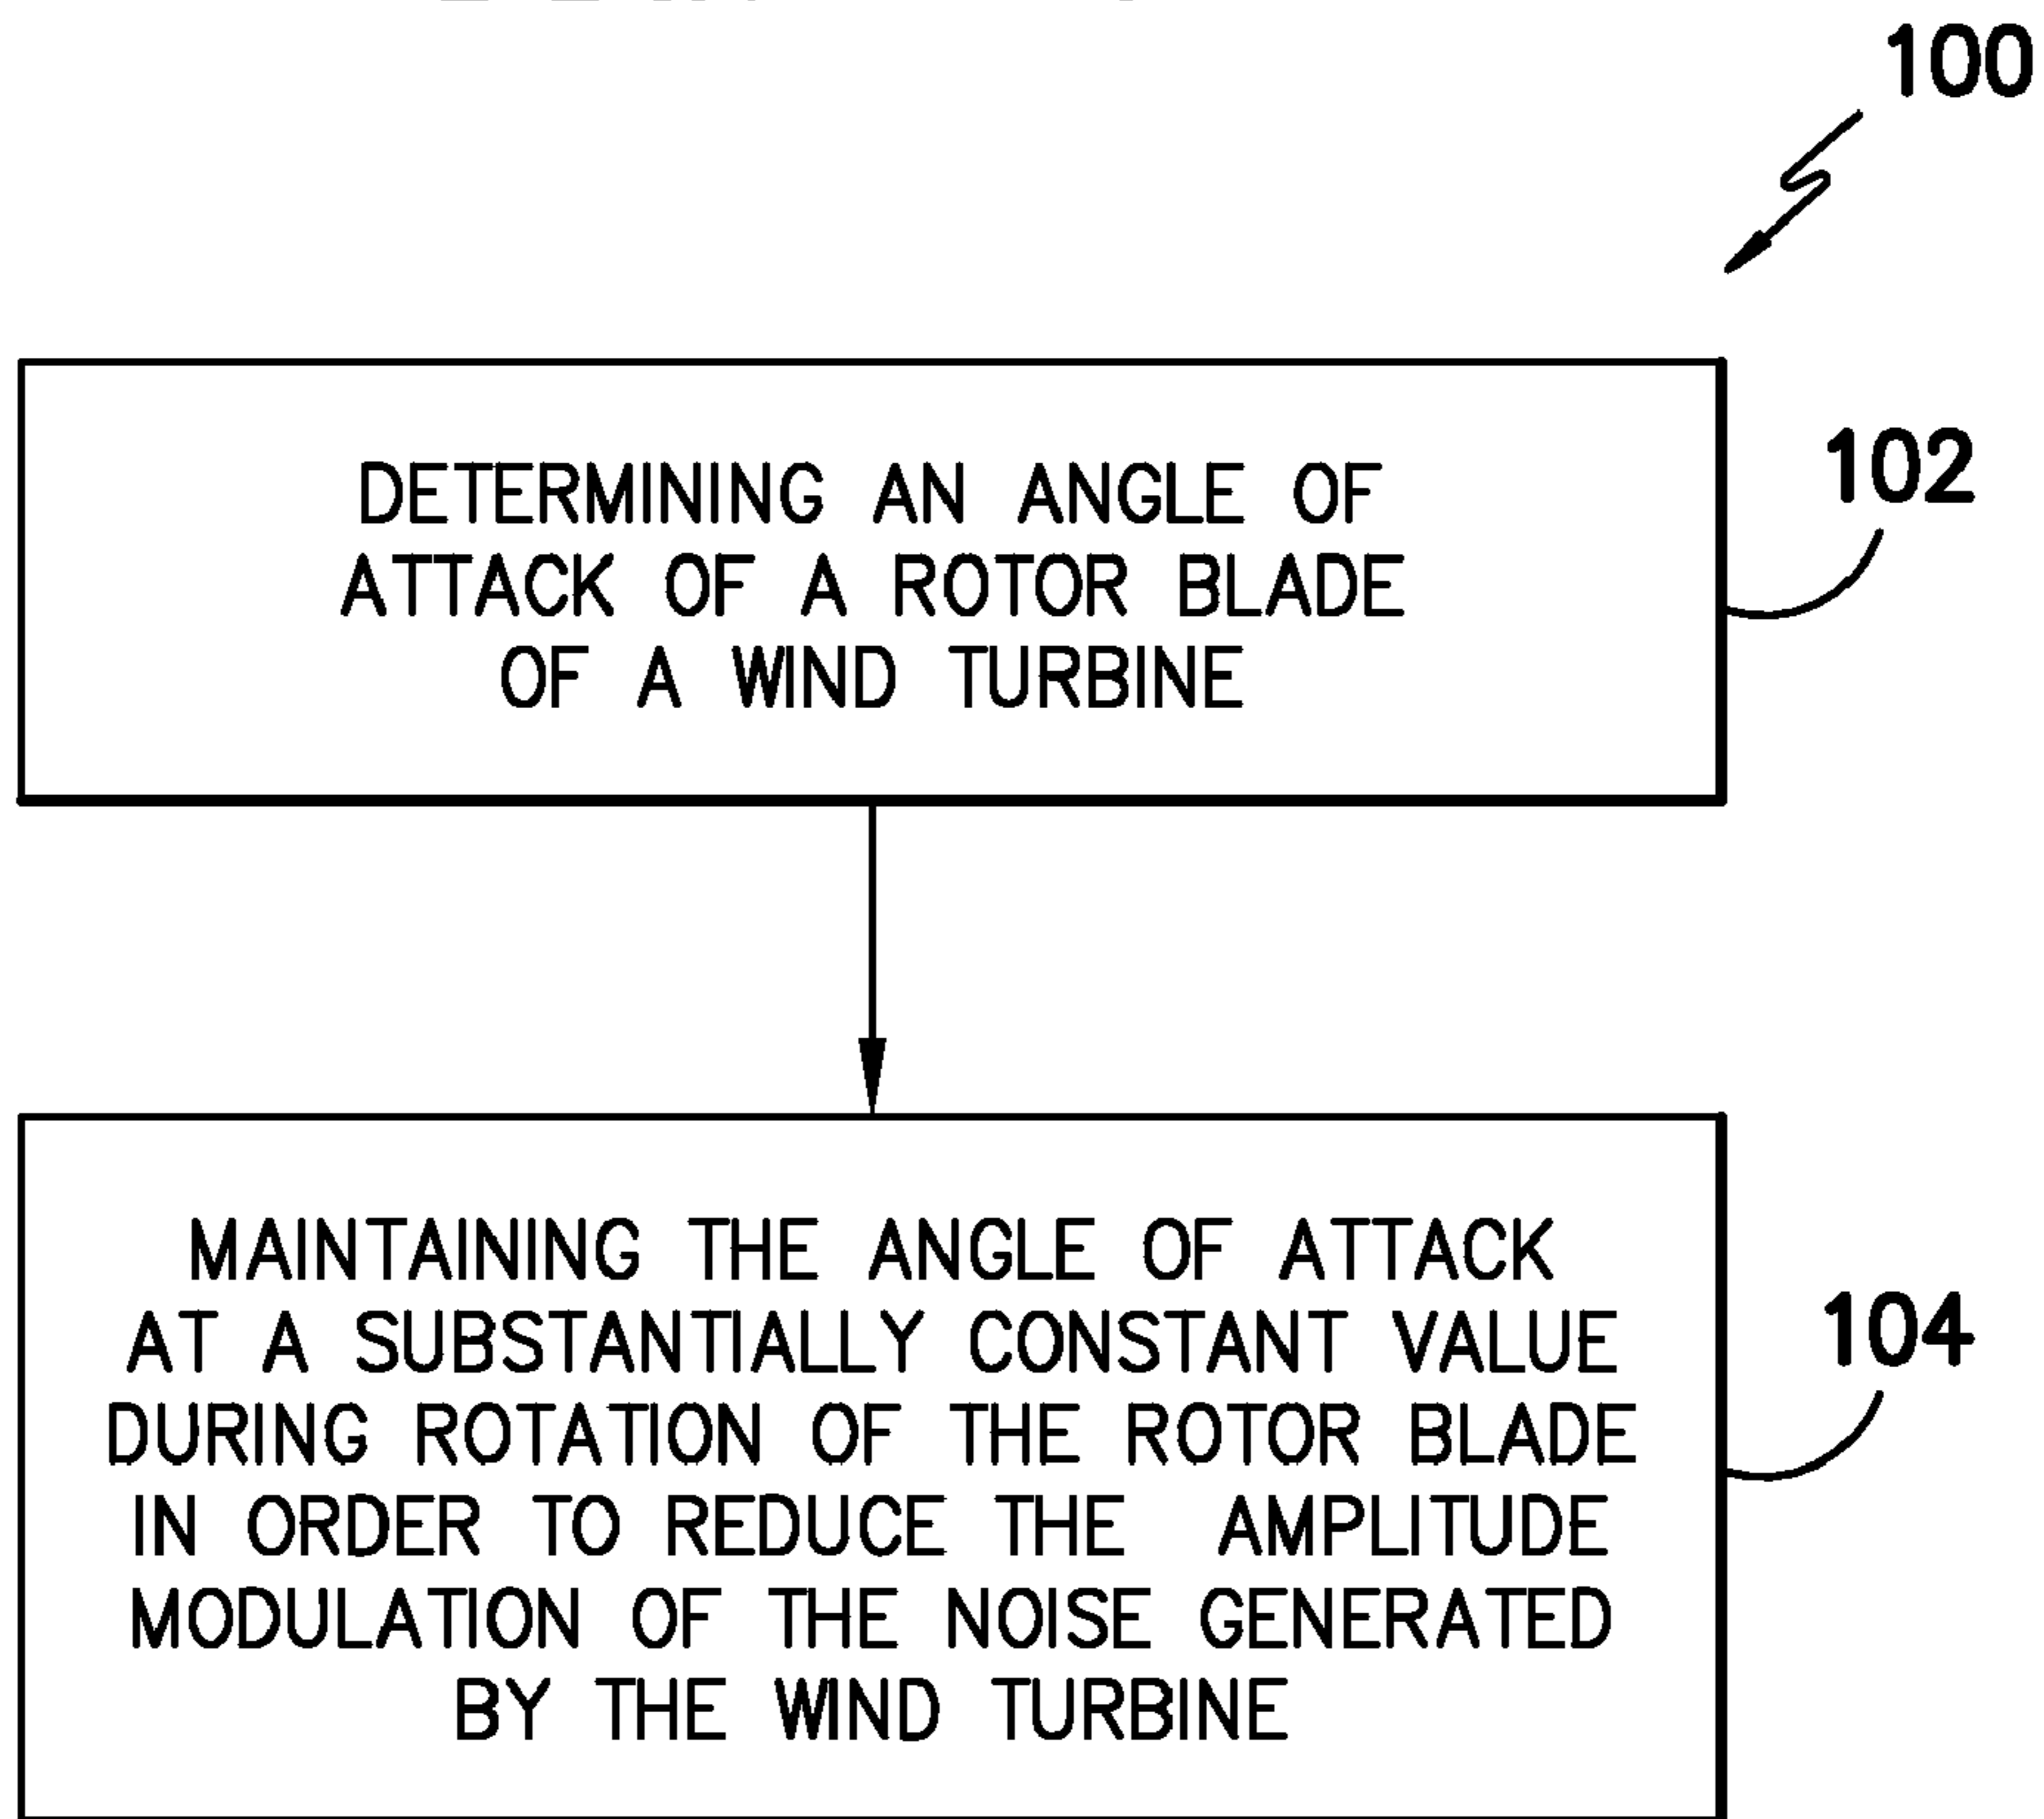 100
DETERMINING AN ANGLE OF
ATTACK OF A ROTOR BLADE
OF A WIND TURBINE
102
MAINTAINING THE ANGLE OF ATTACK
AT A SUBSTANTIALLY CONSTANT VALUE
DURING ROTATION OF THE ROTOR BLADE
IN ORDER TO REDUCE THE AMPLITUDE
MODULATION OF THE NOISE GENERATED
BY THE WIND TURBINE
104